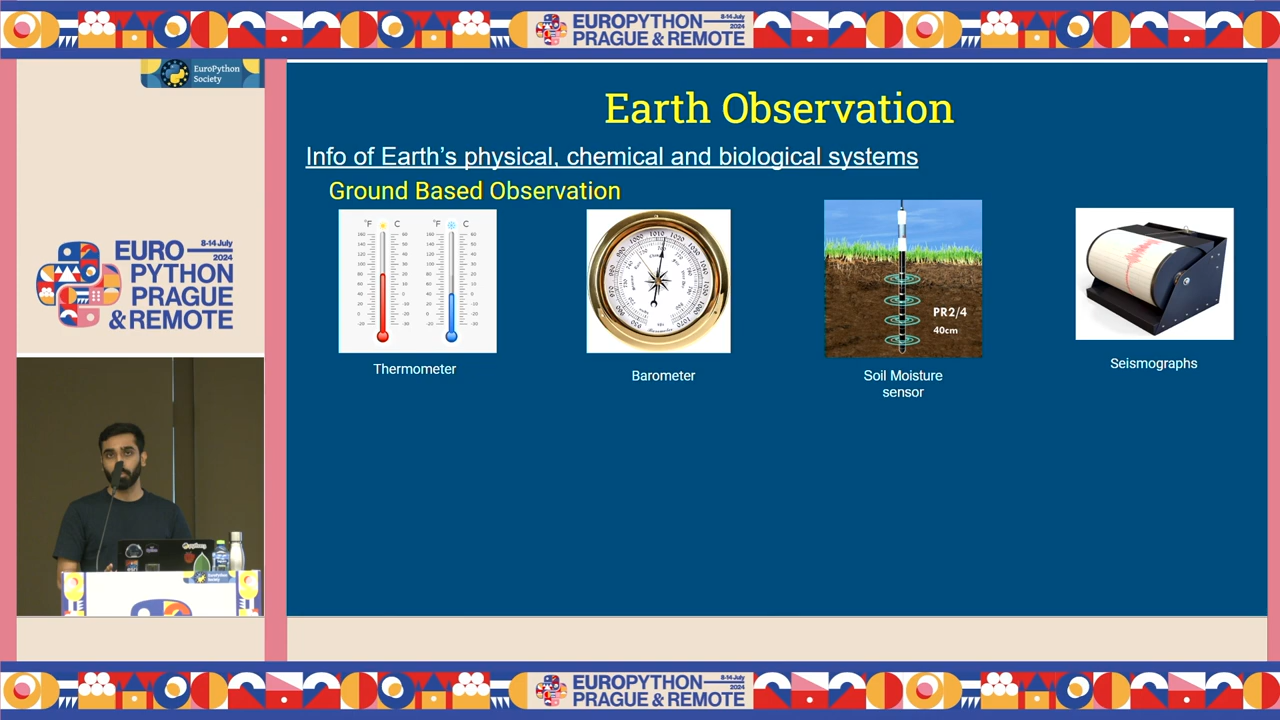 EUROPYTHON
8-14 July
2024
PRAGUE & REMOTE
EuroPython
Society
EURO
8-14 July
2024
PYTHON
PRAGUE
& REMOTE
Earth Observation
Info of Earth's physical, chemical and biological systems
Ground Based Observation
°F C °F C
PR2/4
40cm
Thermometer
Barometer
Soil Moisture
sensor
Seismographs
EUROPYTHON
8-14 July
2024
PRAGUE & REMOTE